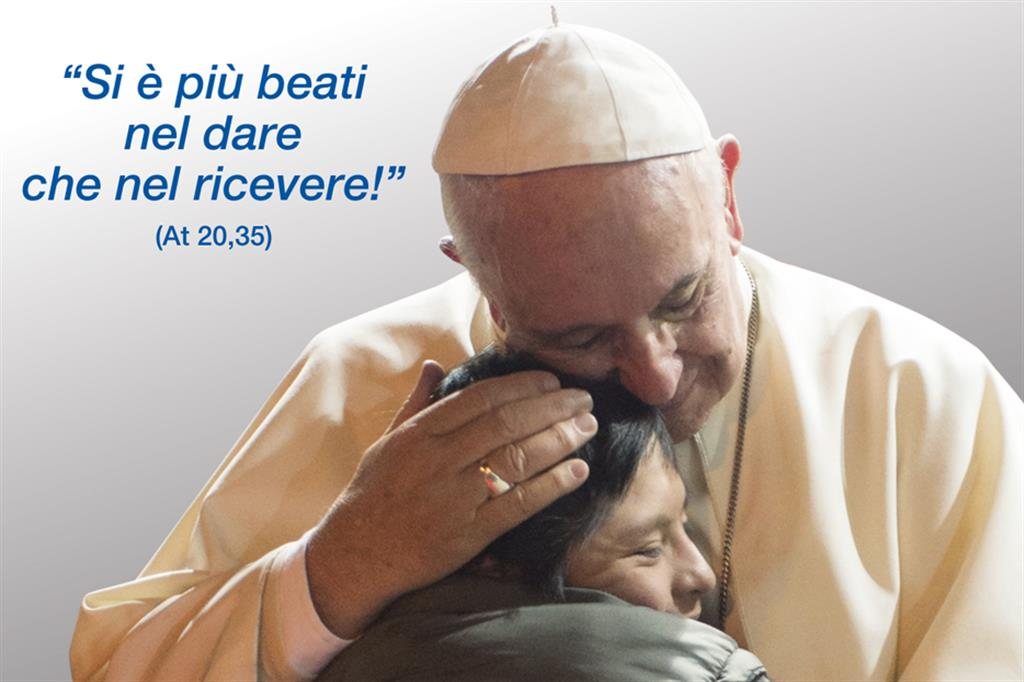 “Si è più beati
nel dare
che nel ricevere!”
(At 20,35)